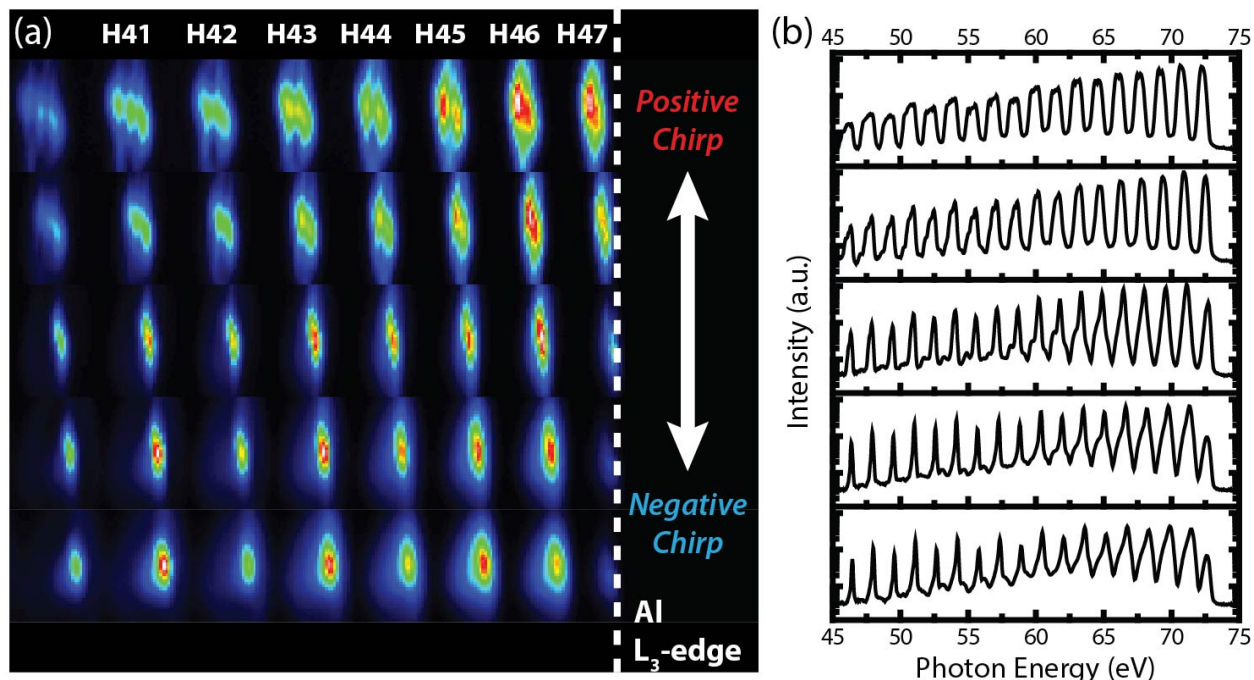 (a)
H41 H42 H43 H44 H45 H46 H47
Positive
Chirp
Negative
Chirp
Al
L₃-edge
(b)
45 50 55 60 65 70 75
Intensity (a.u.)
45 50 55 60 65 70 75
Photon Energy (eV)